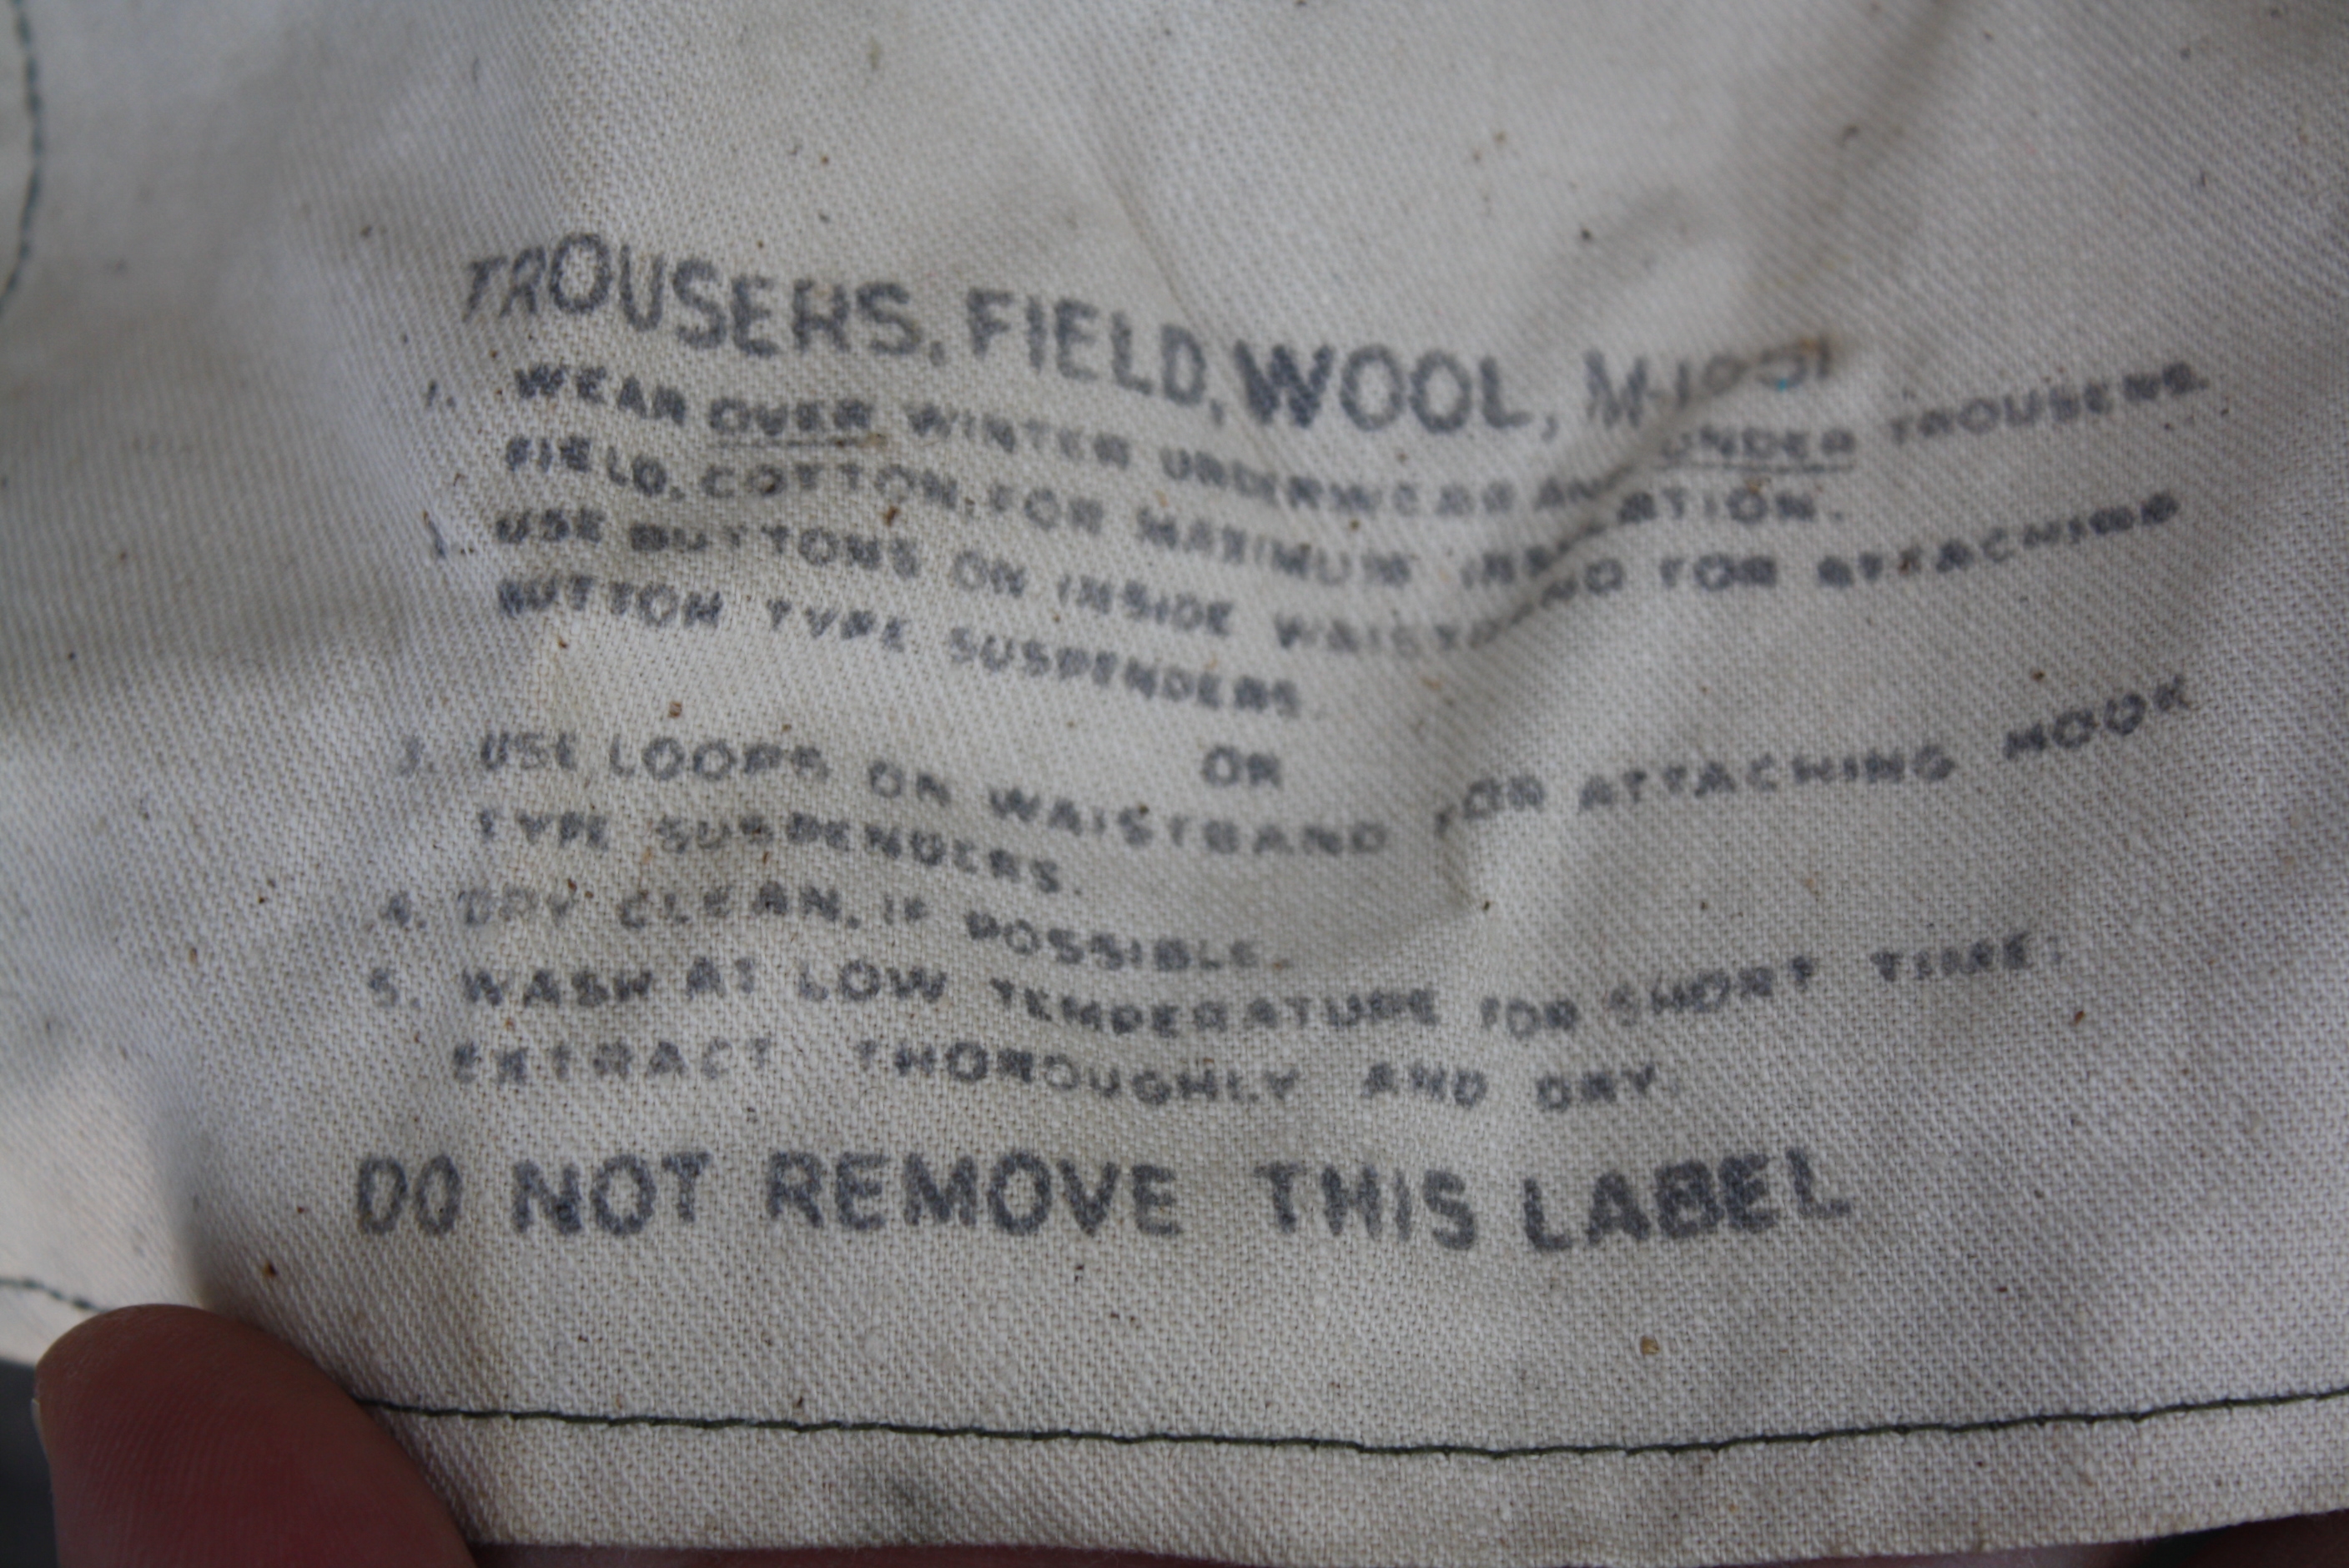 TROUSERS, FIELD, WOOL, M-1951
1. WEAR OVER WINTER UNDERWEAR AND UNDER TROUSERS,
FIELD, COTTON, FOR MAXIMUM INSULATION.
2. USE BUTTONS ON INSIDE WAISTBAND FOR ATTACHING
BUTTON TYPE SUSPENDERS.
OR
3. USE LOOPS ON WAISTBAND FOR ATTACHING HOOK
TYPE SUSPENDERS.
4. DRY CLEAN, IF POSSIBLE.
5. WASH AT LOW TEMPERATURE FOR SHORT TIME.
EXTRACT THOROUGHLY AND DRY.
DO NOT REMOVE THIS LABEL